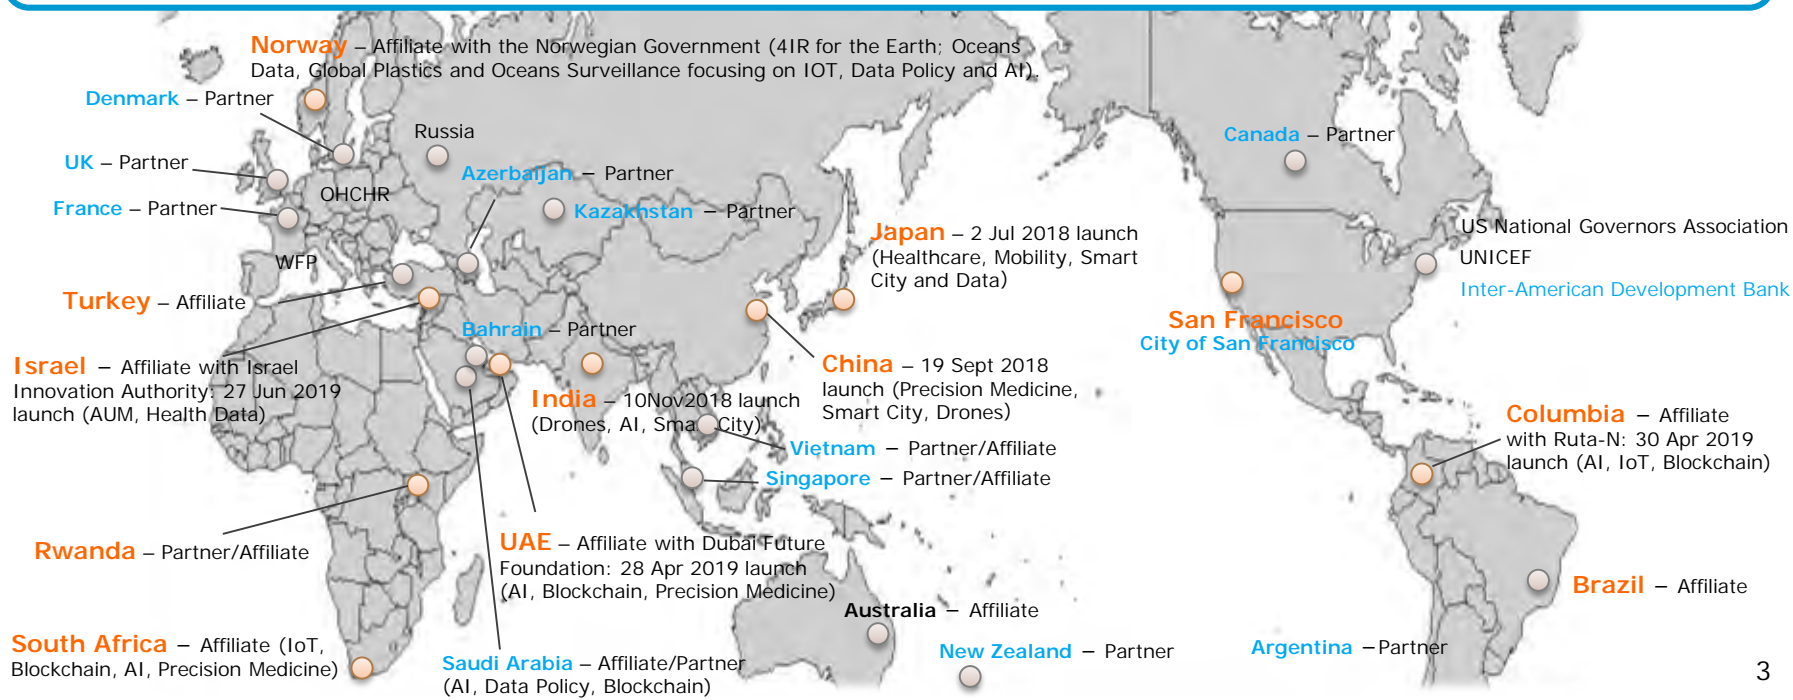 Norway – Affiliate with the Norwegian Government (4IR for the Earth; Oceans
Data, Global Plastics and Oceans Surveillance focusing on IOT, Data Policy and AI).
Denmark – Partner
Russia
Canada – Partner
UK – Partner
Azerbaijan – Partner
OHCHR
France – Partner
Kazakhstan – Partner
US National Governors Association
Japan – 2 Jul 2018 launch
(Healthcare, Mobility, Smart
City and Data)
WFP
UNICEF
Inter-American Development Bank
Turkey – Affiliate
San Francisco
City of San Francisco
Bahrain – Partner
Israel – Affiliate with Israel
Innovation Authority: 27 Jun 2019
launch (AUM, Health Data)
China – 19 Sept 2018
launch (Precision Medicine,
Smart City, Drones)
India – 10Nov2018 launch
(Drones, AI, Sma City)
Columbia – Affiliate
with Ruta-N: 30 Apr 2019
launch (AI, IoT, Blockchain)
Vietnam – Partner/Affiliate
Singapore – Partner/Affiliate
Rwanda – Partner/Affiliate
UAE – Affiliate with Dubai Future
Foundation: 28 Apr 2019 launch
(AI, Blockchain, Precision Medicine)
Brazil – Affiliate
Australia – Affiliate
South Africa – Affiliate (IoT,
Blockchain, AI, Precision Medicine)
New Zealand – Partner
Argentina –Partner
Saudi Arabia – Affiliate/Partner
(AI, Data Policy, Blockchain)
3